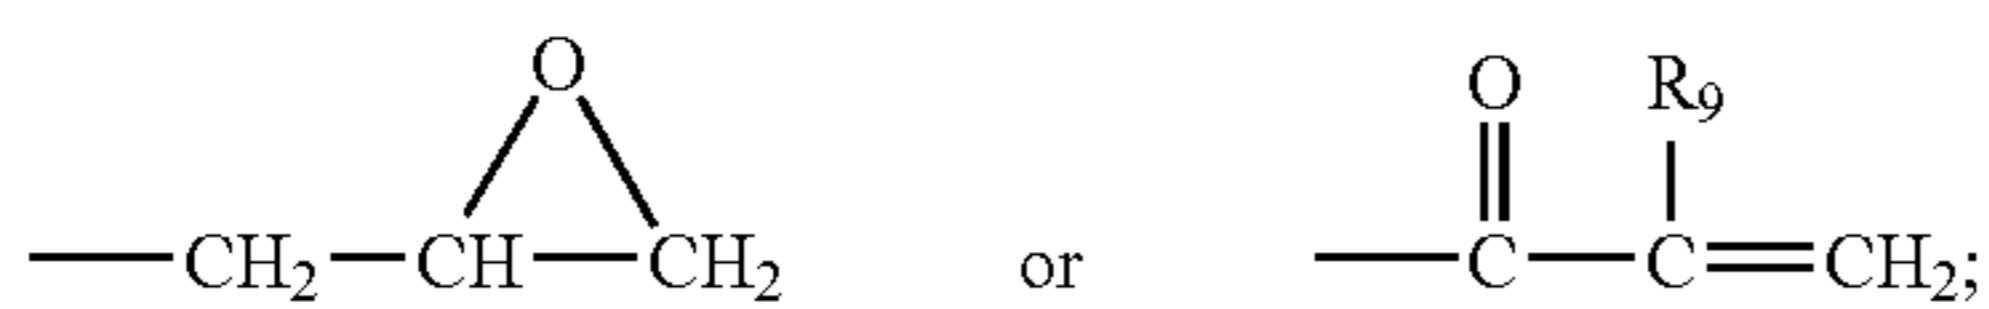 O O R₉
—CH₂—CH—CH₂ or —C—C=CH₂;